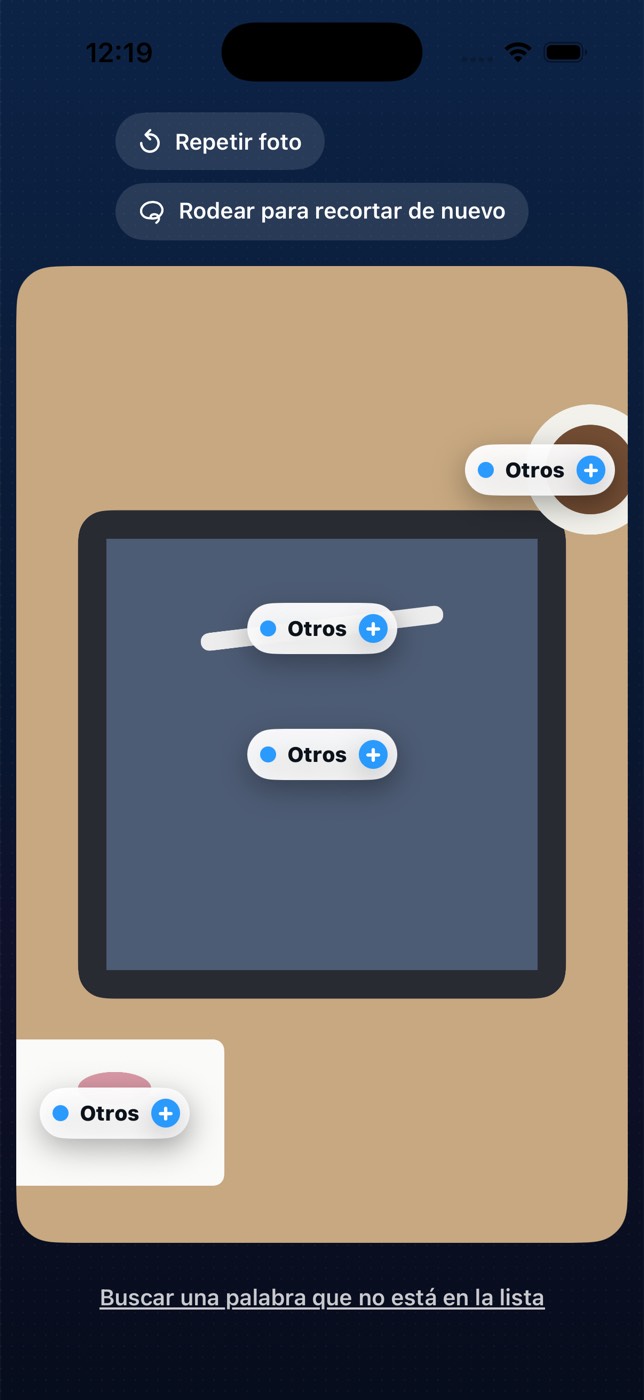 12:19
Repetir foto
Rodear para recortar de nuevo
Otros
Otros
Otros
Otros
Buscar una palabra que no está en la lista